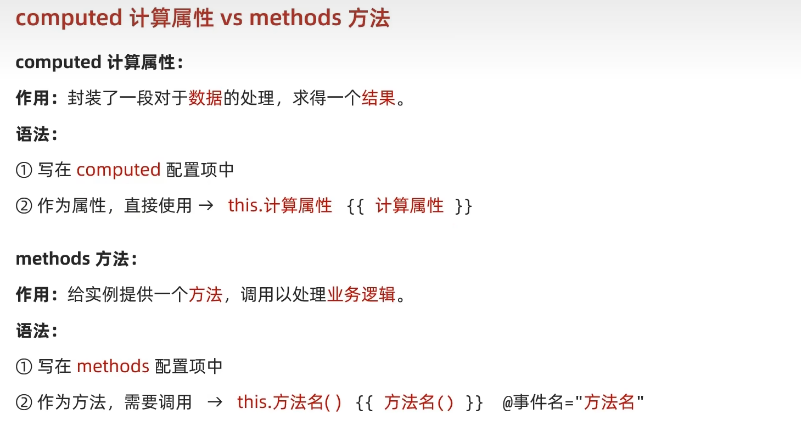 computed 计算属性 vs methods 方法
computed 计算属性：
作用：封装了一段对于数据的处理，求得一个结果。
语法：
① 写在 computed 配置项中
② 作为属性，直接使用 → this.计算属性 {{ 计算属性 }}
methods 方法：
作用：给实例提供一个方法，调用以处理业务逻辑。
语法：
① 写在 methods 配置项中
② 作为方法，需要调用 → this.方法名( ) {{ 方法名() }} @事件名="方法名"